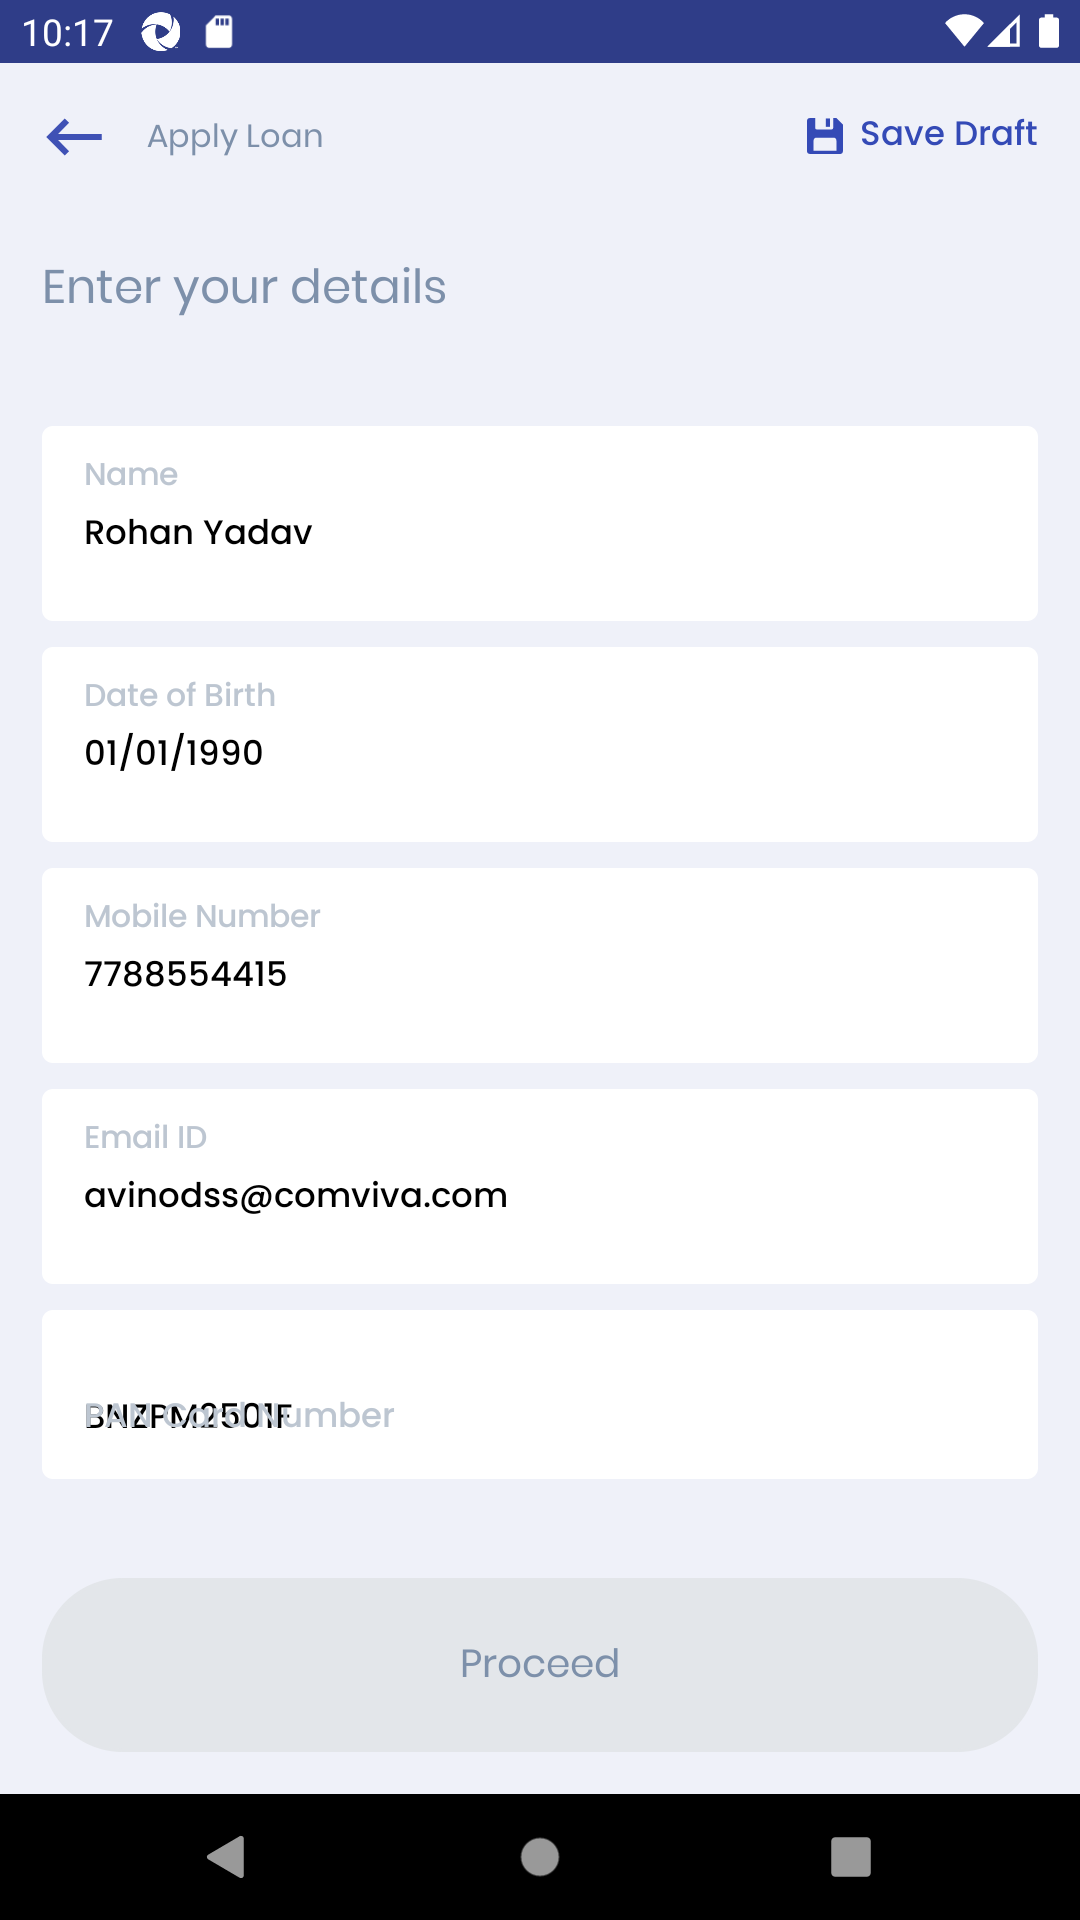 10:17
Apply Loan
Save Draft
Enter your details
Name
Rohan Yadav
Date of Birth
01/01/1990
Mobile Number
7788554415
Email ID
avinodss@comviva.com
PAN Card Number
BNZPM2501F
Proceed